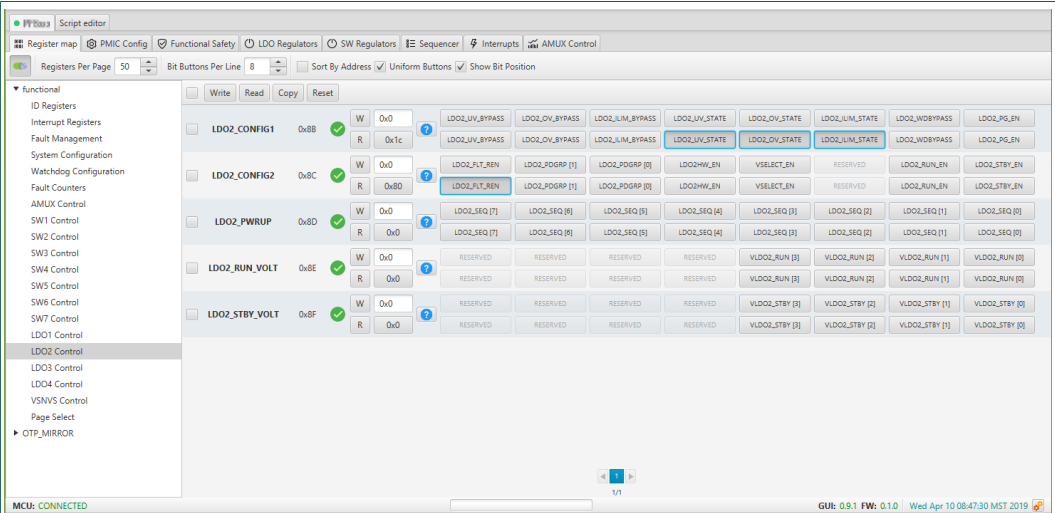 Script editor
Register map PMIC Config Functional Safety LDO Regulators SW Regulators Sequencer Interrupts AMUX Control
Registers Per Page 50 Bit Buttons Per Line 8 Sort By Address Uniform Buttons Show Bit Position
functional
ID Registers
Interrupt Registers
Fault Management
System Configuration
Watchdog Configuration
Fault Counters
AMUX Control
SW1 Control
SW2 Control
SW3 Control
SW4 Control
SW5 Control
SW6 Control
SW7 Control
LDO1 Control
LDO2 Control
LDO3 Control
LDO4 Control
VSNVS Control
Page Select
OTP_MIRROR
Write Read Copy Reset
LDO2_CONFIG1 0x8B
W 0x0 ? LDO2_UV_BYPASS LDO2_OV_BYPASS LDO2_ILIM_BYPASS LDO2_UV_STATE LDO2_OV_STATE LDO2_ILIM_STATE LDO2_WDBYPASS LDO2_PG_EN
R 0x1c LDO2_UV_BYPASS LDO2_OV_BYPASS LDO2_ILIM_BYPASS LDO2_UV_STATE LDO2_OV_STATE LDO2_ILIM_STATE LDO2_WDBYPASS LDO2_PG_EN
LDO2_CONFIG2 0x8C
W 0x0 ? LDO2_FLT_REN LDO2_PDGRP [1] LDO2_PDGRP [0] LDO2HW_EN VSELECT_EN RESERVED LDO2_RUN_EN LDO2_STBY_EN
R 0x80 LDO2_FLT_REN LDO2_PDGRP [1] LDO2_PDGRP [0] LDO2HW_EN VSELECT_EN RESERVED LDO2_RUN_EN LDO2_STBY_EN
LDO2_PWRUP 0x8D
W 0x0 ? LDO2_SEQ [7] LDO2_SEQ [6] LDO2_SEQ [5] LDO2_SEQ [4] LDO2_SEQ [3] LDO2_SEQ [2] LDO2_SEQ [1] LDO2_SEQ [0]
R 0x0 LDO2_SEQ [7] LDO2_SEQ [6] LDO2_SEQ [5] LDO2_SEQ [4] LDO2_SEQ [3] LDO2_SEQ [2] LDO2_SEQ [1] LDO2_SEQ [0]
LDO2_RUN_VOLT 0x8E
W 0x0 ? RESERVED RESERVED RESERVED RESERVED VLDO2_RUN [3] VLDO2_RUN [2] VLDO2_RUN [1] VLDO2_RUN [0]
R 0x0 RESERVED RESERVED RESERVED RESERVED VLDO2_RUN [3] VLDO2_RUN [2] VLDO2_RUN [1] VLDO2_RUN [0]
LDO2_STBY_VOLT 0x8F
W 0x0 ? RESERVED RESERVED RESERVED RESERVED VLDO2_STBY [3] VLDO2_STBY [2] VLDO2_STBY [1] VLDO2_STBY [0]
R 0x0 RESERVED RESERVED RESERVED RESERVED VLDO2_STBY [3] VLDO2_STBY [2] VLDO2_STBY [1] VLDO2_STBY [0]
1
1/1
MCU: CONNECTED GUI: 0.9.1 FW: 0.1.0 Wed Apr 10 08:47:30 MST 2019